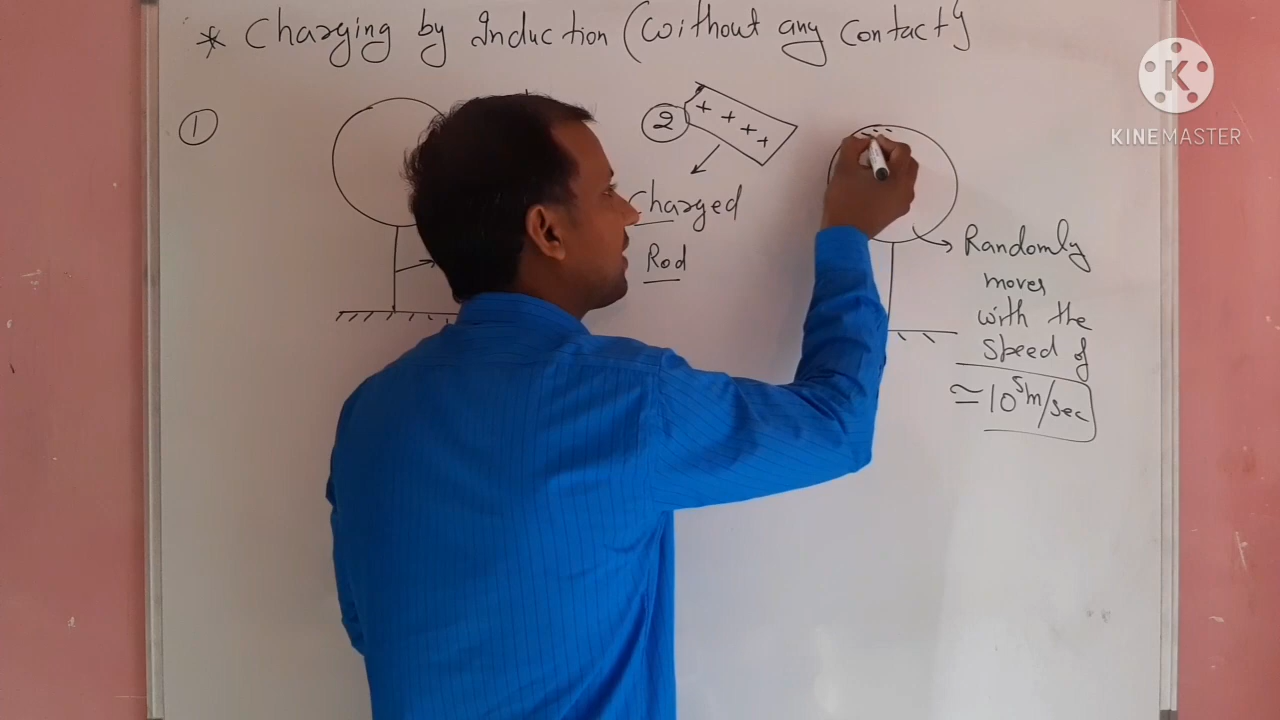 * Charging by Induction (Without any contact)
1
2
+ + + +
Charged
Rod
Randomly
moves
with the
Speed of
≃ 10⁵m/sec
KINEMASTER